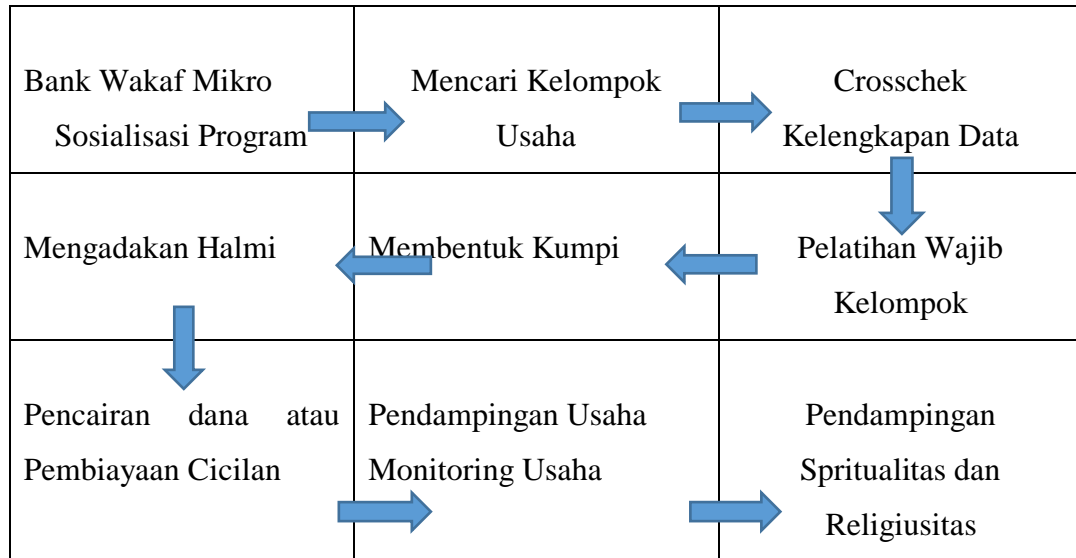 Bank Wakaf Mikro
Sosialisasi Program
Mencari Kelompok
Usaha
Crosschek
Kelengkapan Data
Mengadakan Halmi
Membentuk Kumpi
Pelatihan Wajib
Kelompok
Pencairan dana atau
Pembiayaan Cicilan
Pendampingan Usaha
Monitoring Usaha
Pendampingan
Spritualitas dan
Religiusitas